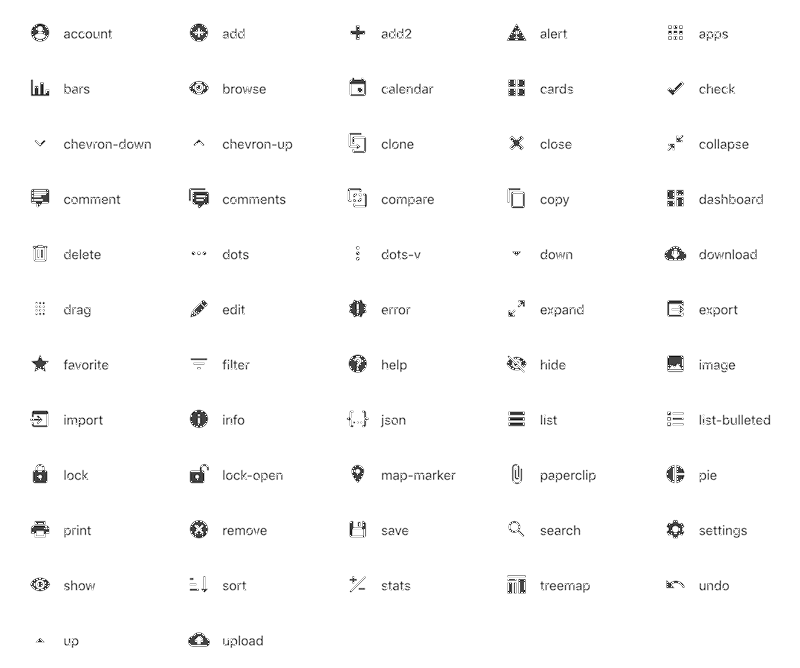 account add add2 alert apps
bars browse calendar cards check
chevron-down chevron-up clone close collapse
comment comments compare copy dashboard
delete dots dots-v down download
drag edit error expand export
favorite filter help hide image
import info json list list-bulleted
lock lock-open map-marker paperclip pie
print remove save search settings
show sort stats treemap undo
up upload